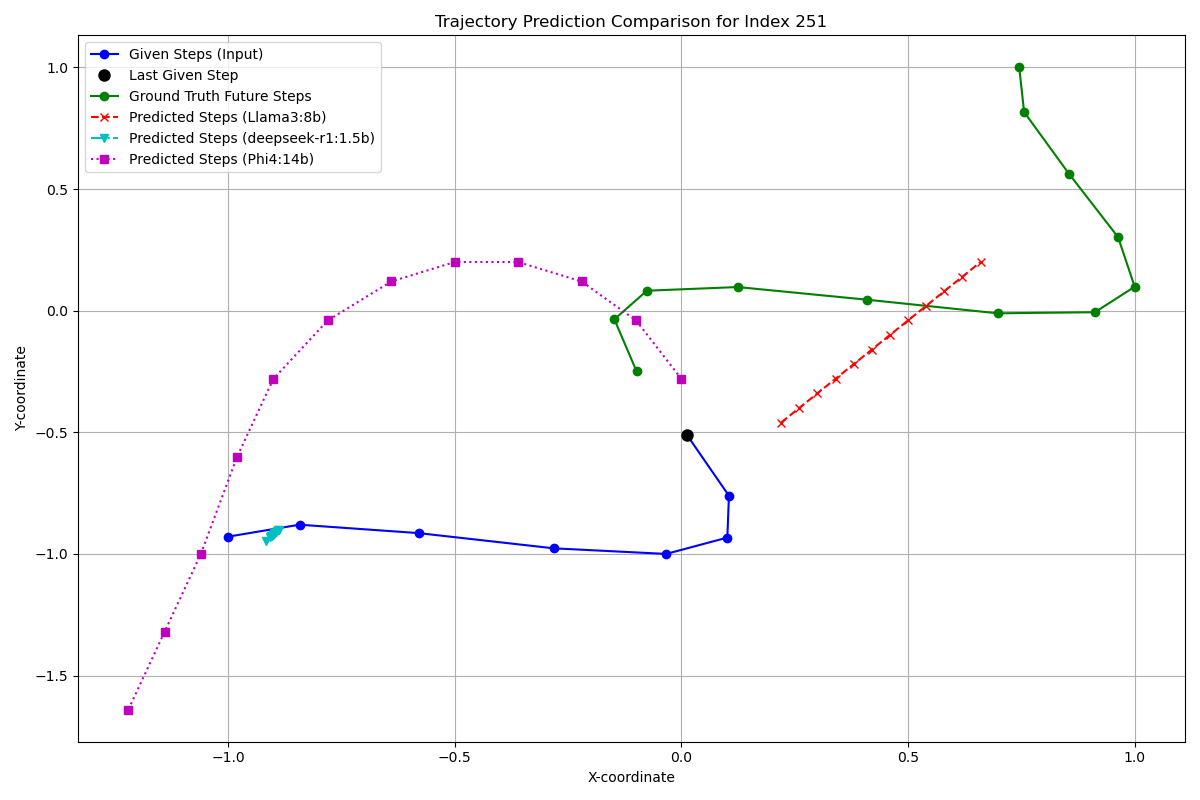 Trajectory Prediction Comparison for Index 251
Given Steps (Input)
Last Given Step
Ground Truth Future Steps
Predicted Steps (Llama3:8b)
Predicted Steps (deepseek-r1:1.5b)
Predicted Steps (Phi4:14b)
Y-coordinate
1.0
0.5
0.0
−0.5
−1.0
−1.5
−1.0
−0.5
0.0
0.5
1.0
X-coordinate